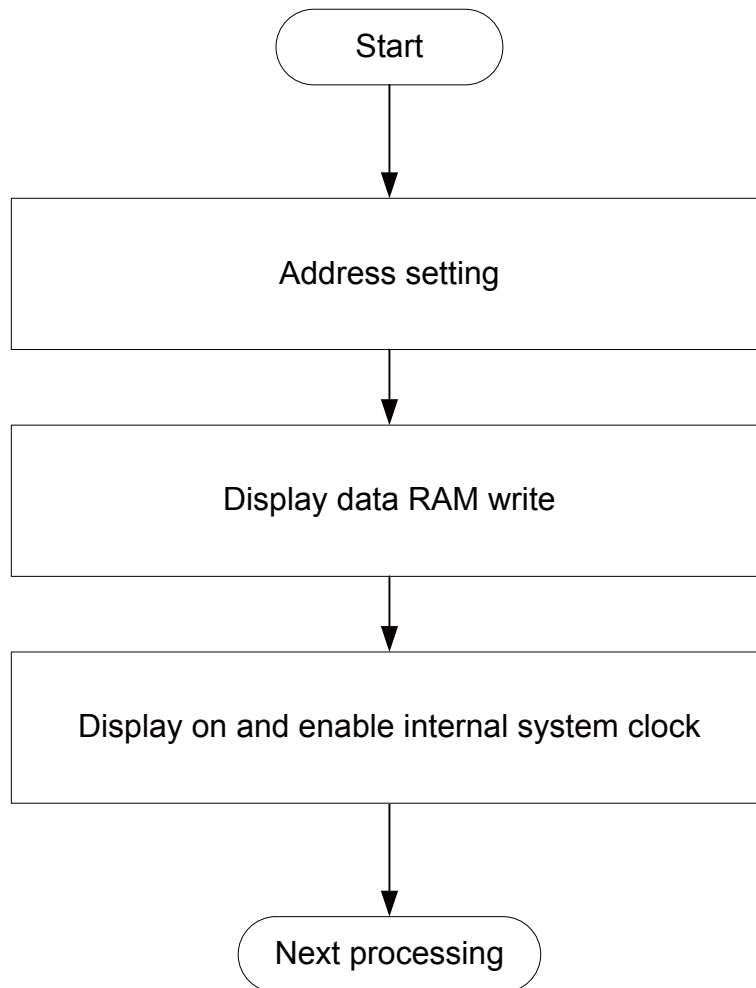 Start
Address setting
Display data RAM write
Display on and enable internal system clock
Next processing